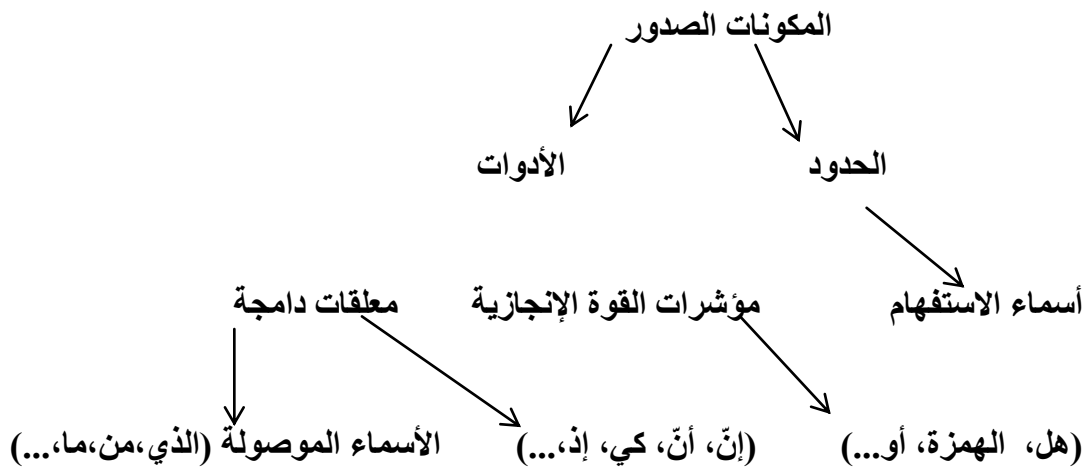 المكونات الصدور
الحدود الأدوات
أسماء الاستفهام مؤشرات القوة الإنجازية معلقات دامجة
(هل، الهمزة، أو...) (إنّ، أنّ، كي، إذ،...) الأسماء الموصولة (الذي،من،ما،...)